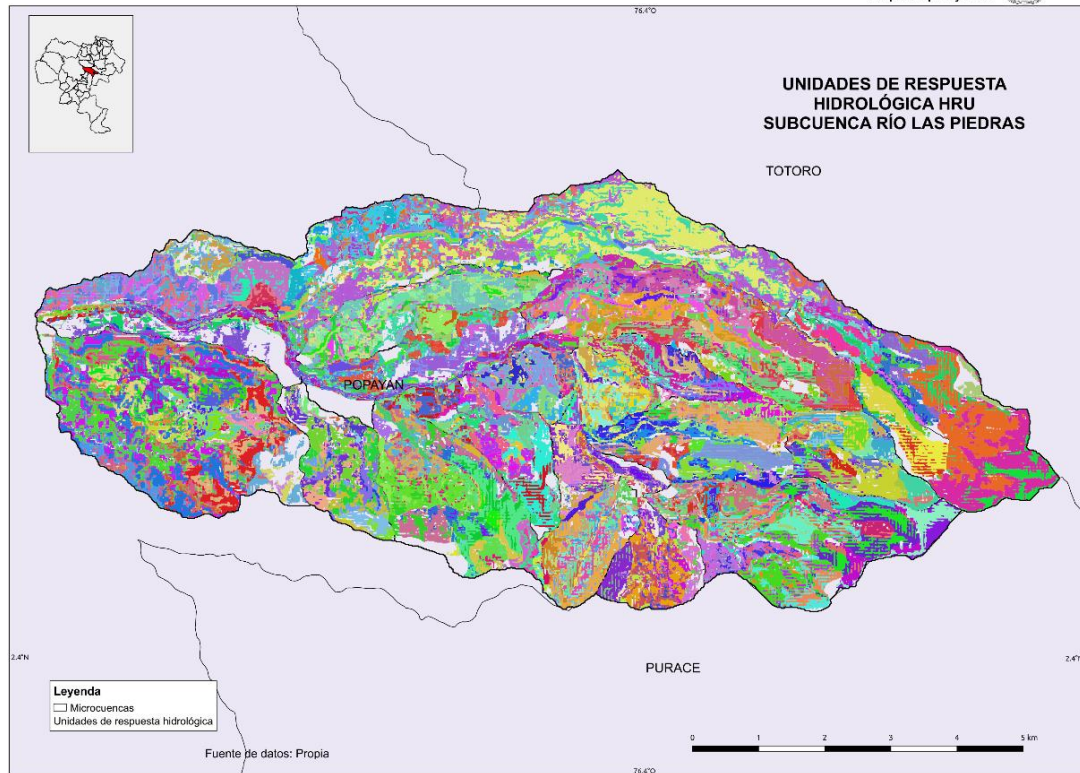 76.4°O
UNIDADES DE RESPUESTA
HIDROLÓGICA HRU
SUBCUENCA RÍO LAS PIEDRAS
TOTORO
POPAYAN
2.4°N
2.4°N
PURACE
Leyenda
Microcuencas
Unidades de respuesta hidrológica
Fuente de datos: Propia
0 1 2 3 4 5 km
76.4°O